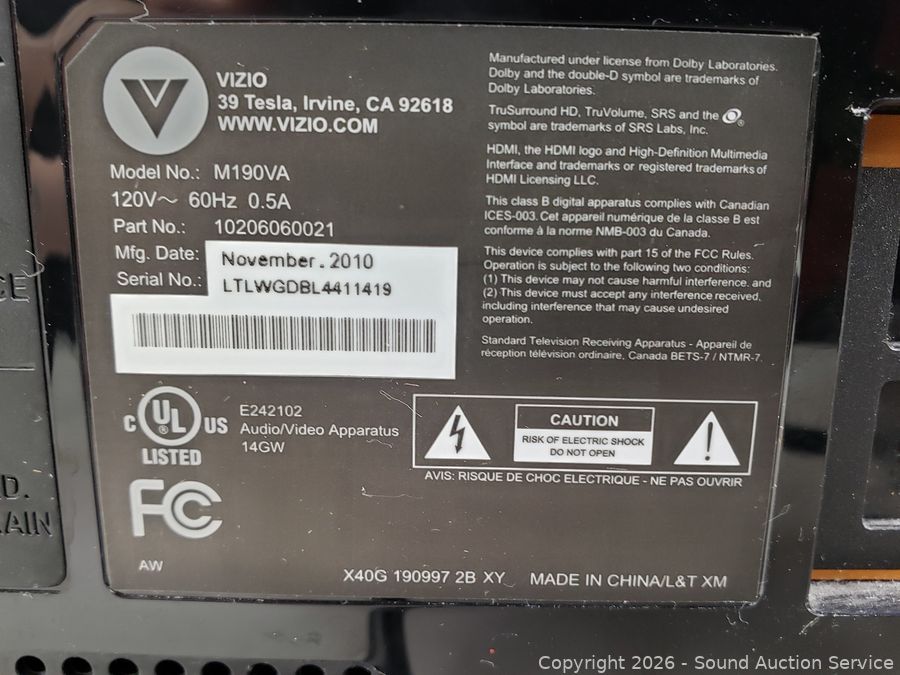 VIZIO
39 Tesla, Irvine, CA 92618
WWW.VIZIO.COM
Model No.: M190VA
120V～ 60Hz 0.5A
Part No.: 10206060021
Mfg. Date: November . 2010
Serial No.: LTLWGDBL4411419
C UL US
®
LISTED
E242102
Audio/Video Apparatus
14GW
FC
AW
Manufactured under license from Dolby Laboratories.
Dolby and the double-D symbol are trademarks of
Dolby Laboratories.
TruSurround HD, TruVolume, SRS and the ®
symbol are trademarks of SRS Labs, Inc.
HDMI, the HDMI logo and High-Definition Multimedia
Interface and trademarks or registered trademarks of
HDMI Licensing LLC.
This class B digital apparatus complies with Canadian
ICES-003. Cet appareil numérique de la classe B est
conforme à la norme NMB-003 du Canada.
This device complies with part 15 of the FCC Rules.
Operation is subject to the following two conditions:
(1) This device may not cause harmful interference, and
(2) This device must accept any interference received,
including interference that may cause undesired
operation.
Standard Television Receiving Apparatus - Appareil de
réception télévision ordinaire, Canada BETS-7 / NTMR-7.
CAUTION
RISK OF ELECTRIC SHOCK
DO NOT OPEN
AVIS: RISQUE DE CHOC ELECTRIQUE - NE PAS OUVRIR
X40G 190997 2B XY MADE IN CHINA/L&T XM
Copyright 2026 - Sound Auction Service